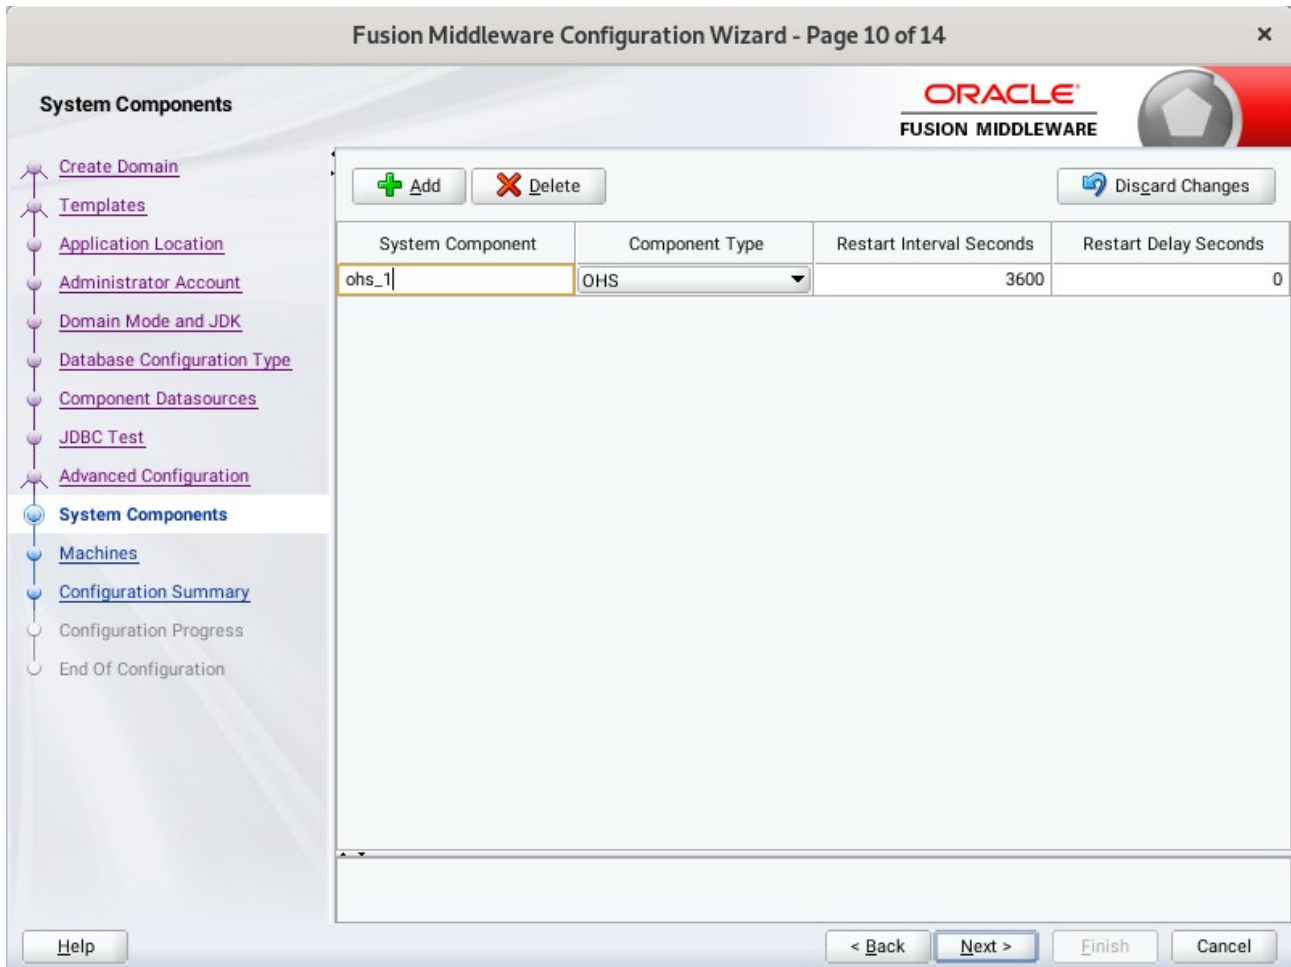 Fusion Middleware Configuration Wizard - Page 10 of 14
×
System Components
ORACLE
FUSION MIDDLEWARE
Create Domain
Templates
Application Location
Administrator Account
Domain Mode and JDK
Database Configuration Type
Component Datasources
JDBC Test
Advanced Configuration
System Components
Machines
Configuration Summary
Configuration Progress
End Of Configuration
Add Delete Discard Changes
System Component Component Type Restart Interval Seconds Restart Delay Seconds
ohs_1 OHS 3600 0
Help < Back Next > Finish Cancel